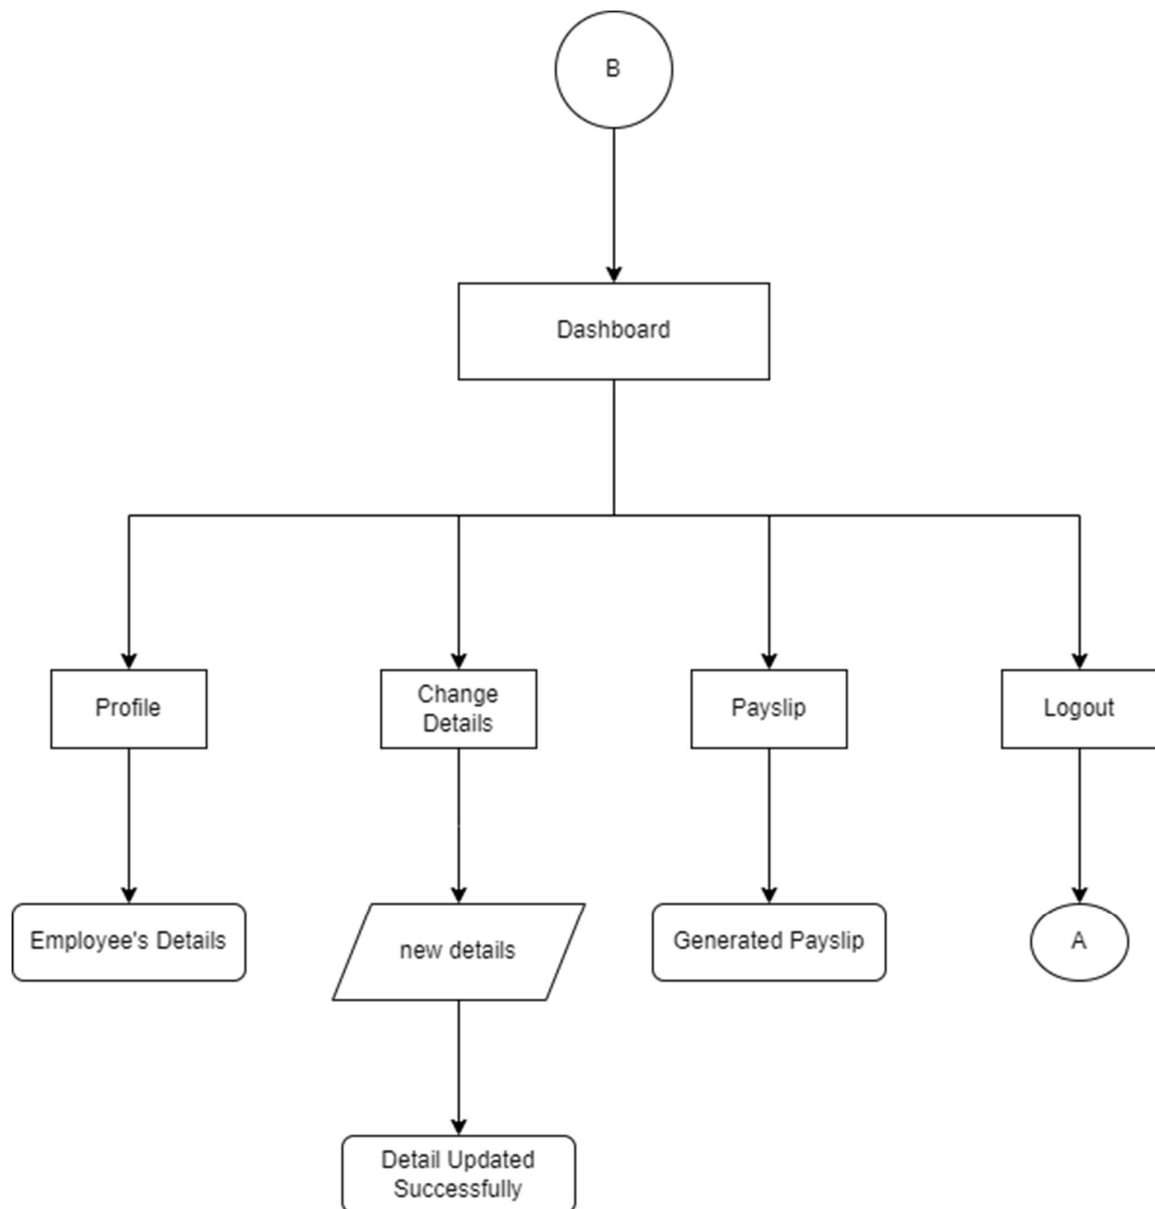 B
Dashboard
Profile
Change
Details
Payslip
Logout
Employee's Details
new details
Generated Payslip
A
Detail Updated
Successfully